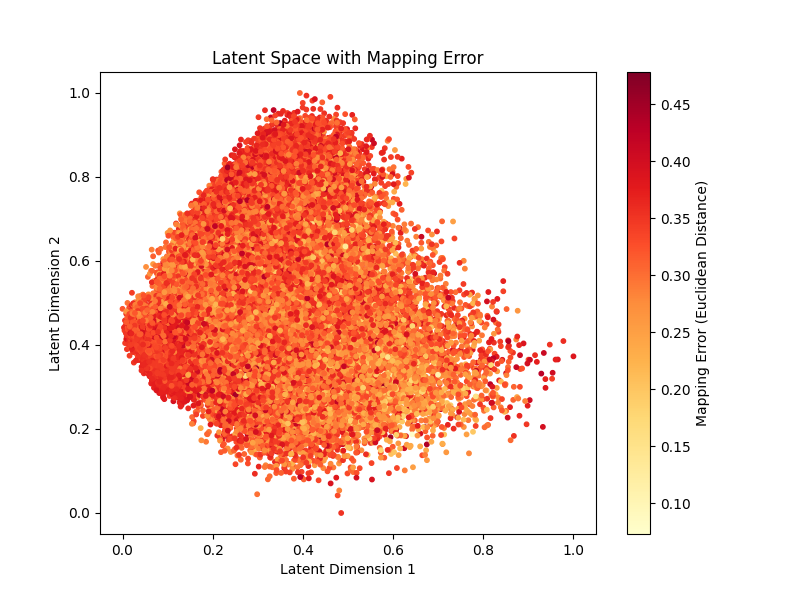 Latent Space with Mapping Error
Latent Dimension 2
1.0
0.8
0.6
0.4
0.2
0.0
0.0 0.2 0.4 0.6 0.8 1.0
Latent Dimension 1
0.45
0.40
0.35
0.30
0.25
0.20
0.15
0.10
Mapping Error (Euclidean Distance)